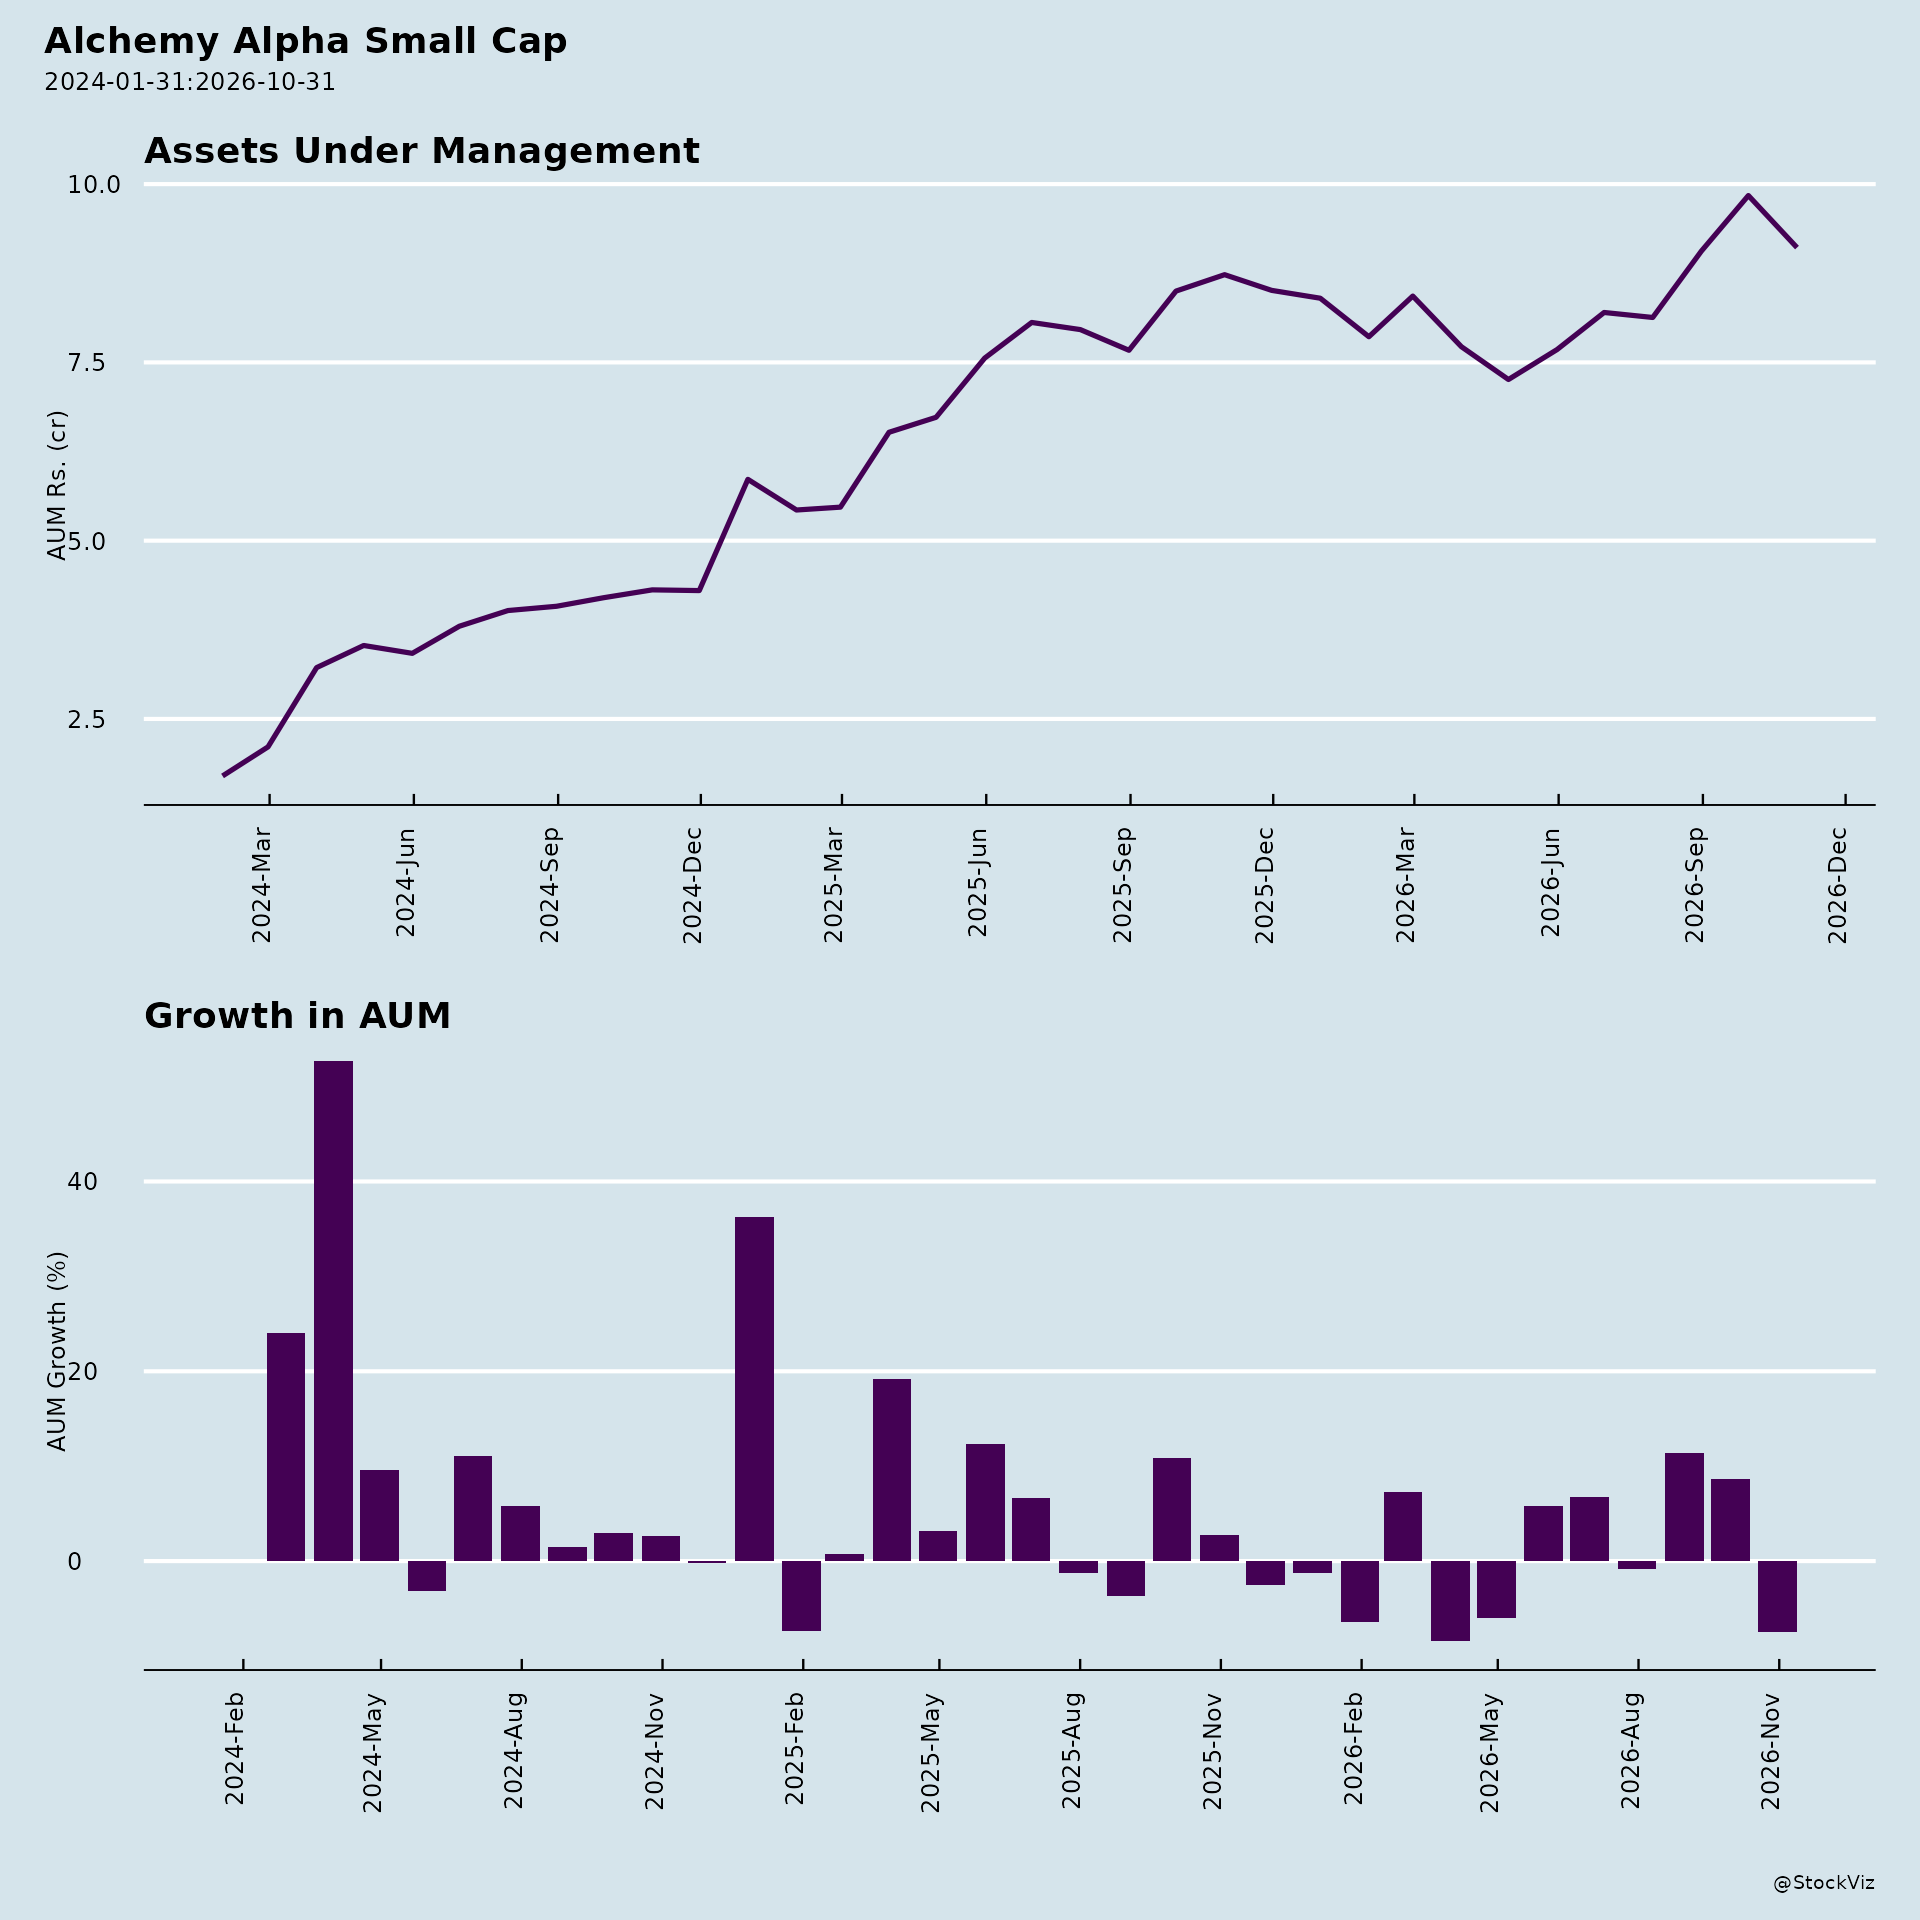 Alchemy Alpha Small Cap
2024-01-31:2026-10-31
Assets Under Management
AUM Rs. (cr)
10.0
7.5
5.0
2.5
2024-Mar
2024-Jun
2024-Sep
2024-Dec
2025-Mar
2025-Jun
2025-Sep
2025-Dec
2026-Mar
2026-Jun
2026-Sep
2026-Dec
Growth in AUM
AUM Growth (%)
40
20
0
2024-Feb
2024-May
2024-Aug
2024-Nov
2025-Feb
2025-May
2025-Aug
2025-Nov
2026-Feb
2026-May
2026-Aug
2026-Nov
@StockViz